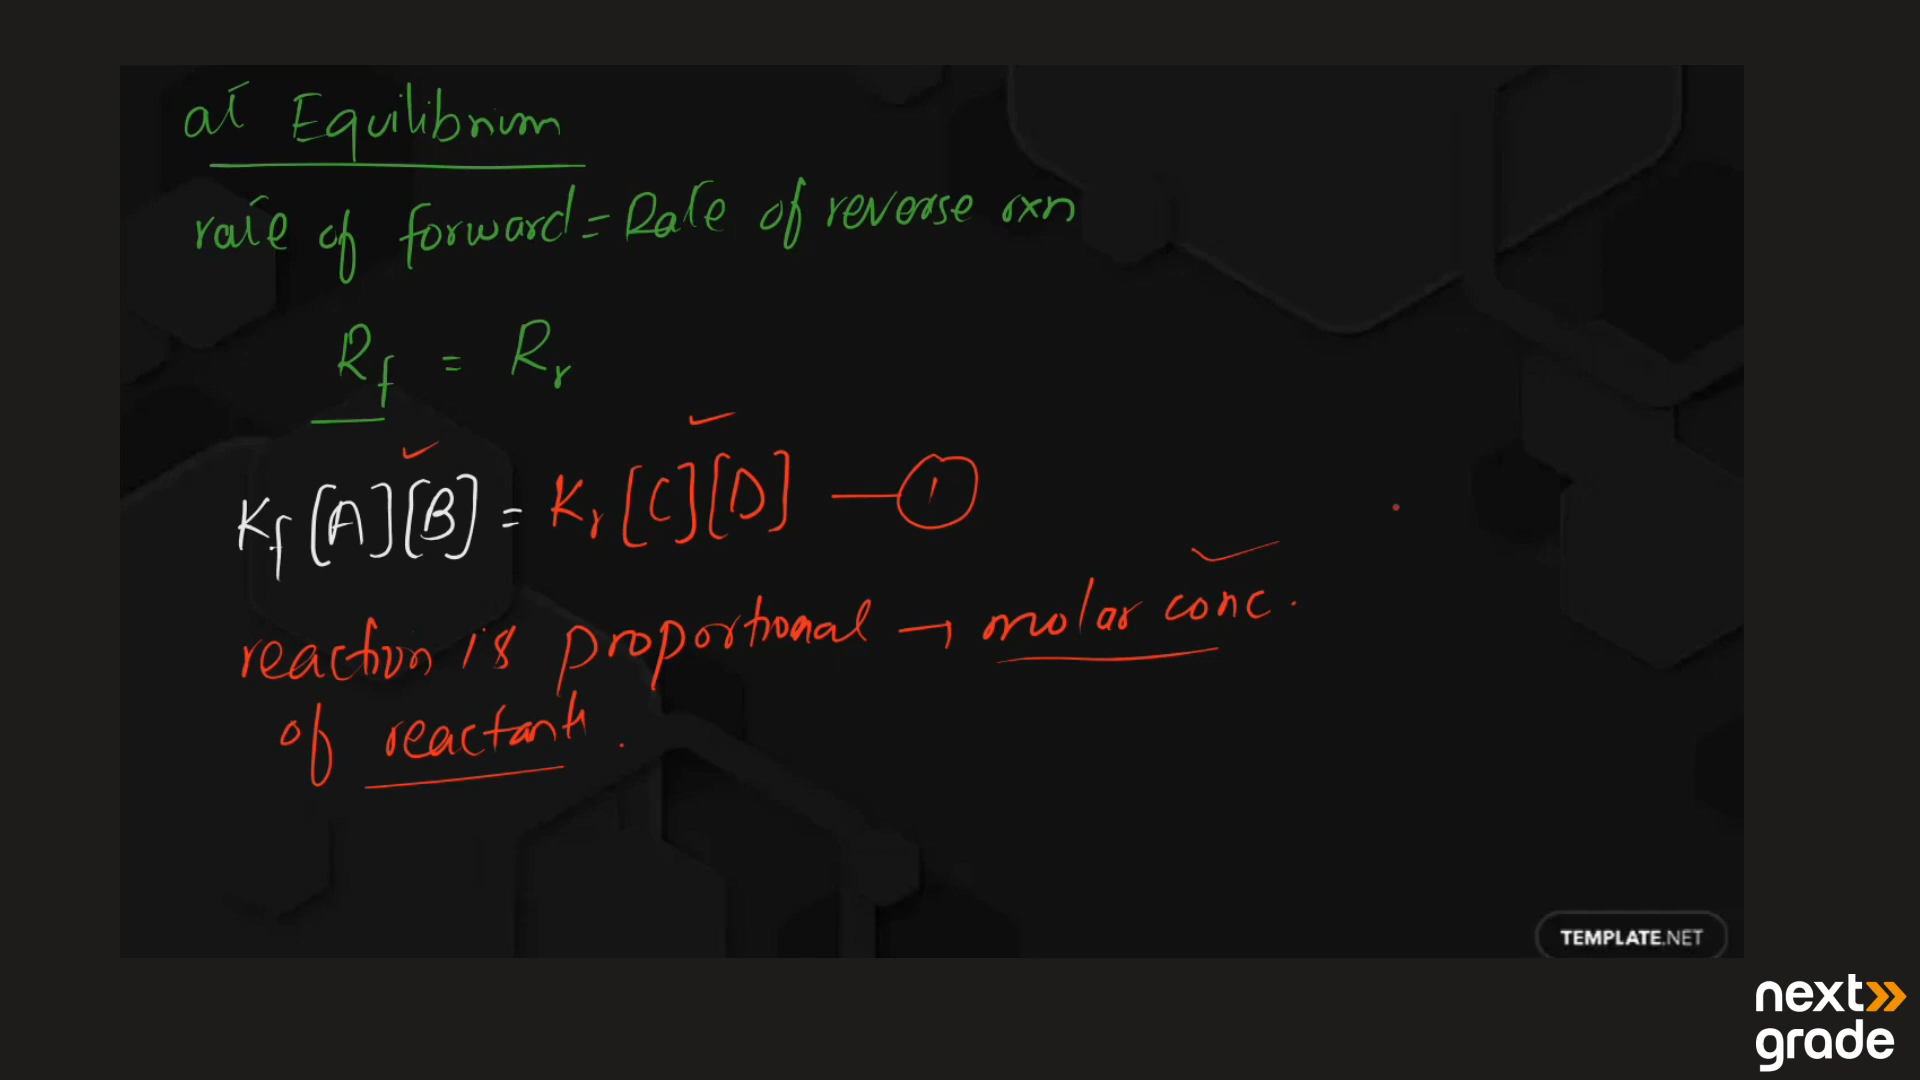 at Equilibrium
rate of forward = Rate of reverse rxn
Rf = Rr
Kf [A][B] = Kr [C][D] — 1
reaction is proportional → molar conc.
of reactants.
TEMPLATE.NET
next
grade